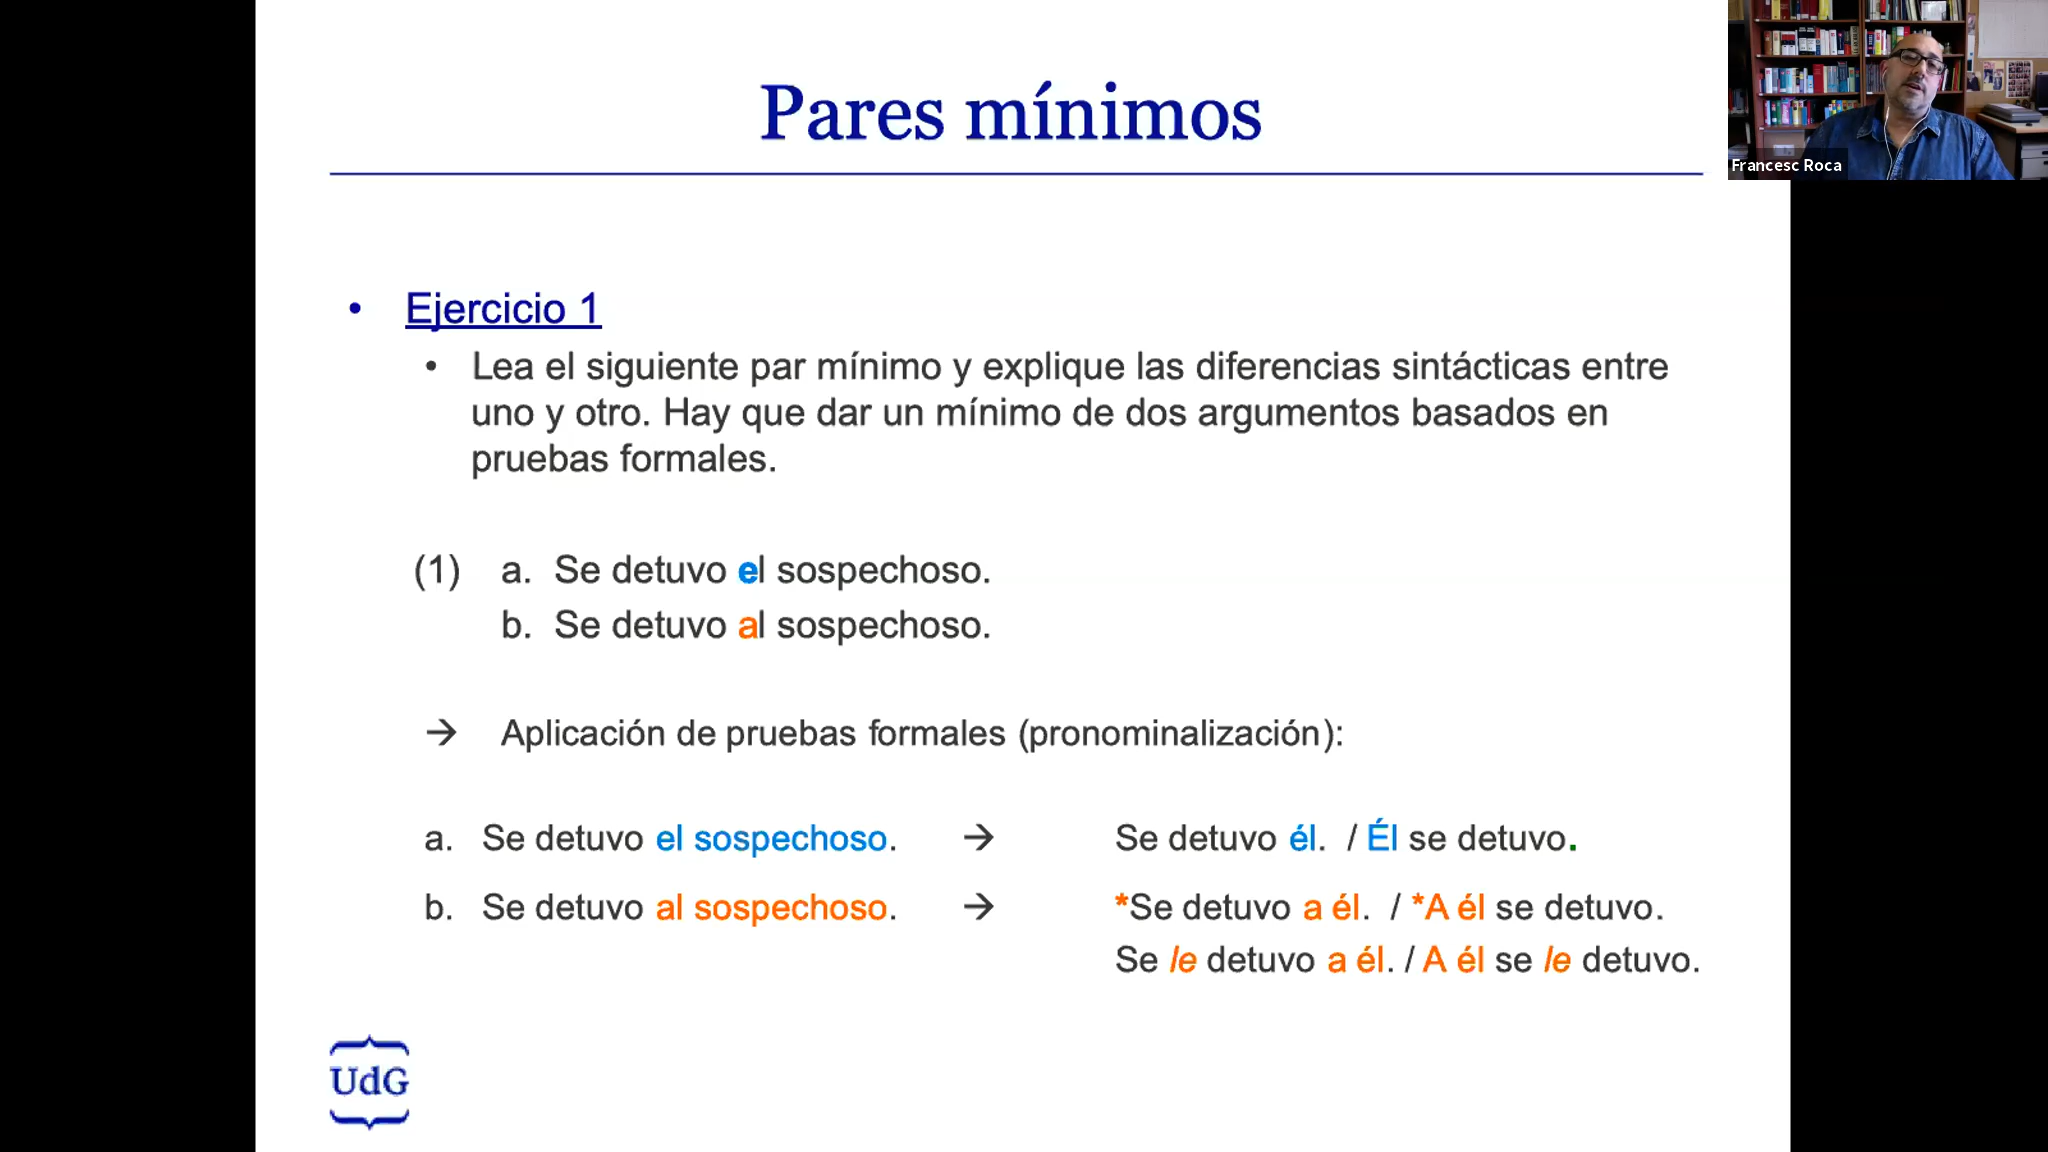 Pares mínimos
Francesc Roca
• Ejercicio 1
• Lea el siguiente par mínimo y explique las diferencias sintácticas entre
uno y otro. Hay que dar un mínimo de dos argumentos basados en
pruebas formales.
(1) a. Se detuvo el sospechoso.
b. Se detuvo al sospechoso.
→ Aplicación de pruebas formales (pronominalización):
a. Se detuvo el sospechoso. → Se detuvo él. / Él se detuvo.
b. Se detuvo al sospechoso. → *Se detuvo a él. / *A él se detuvo.
Se le detuvo a él. / A él se le detuvo.
UdG